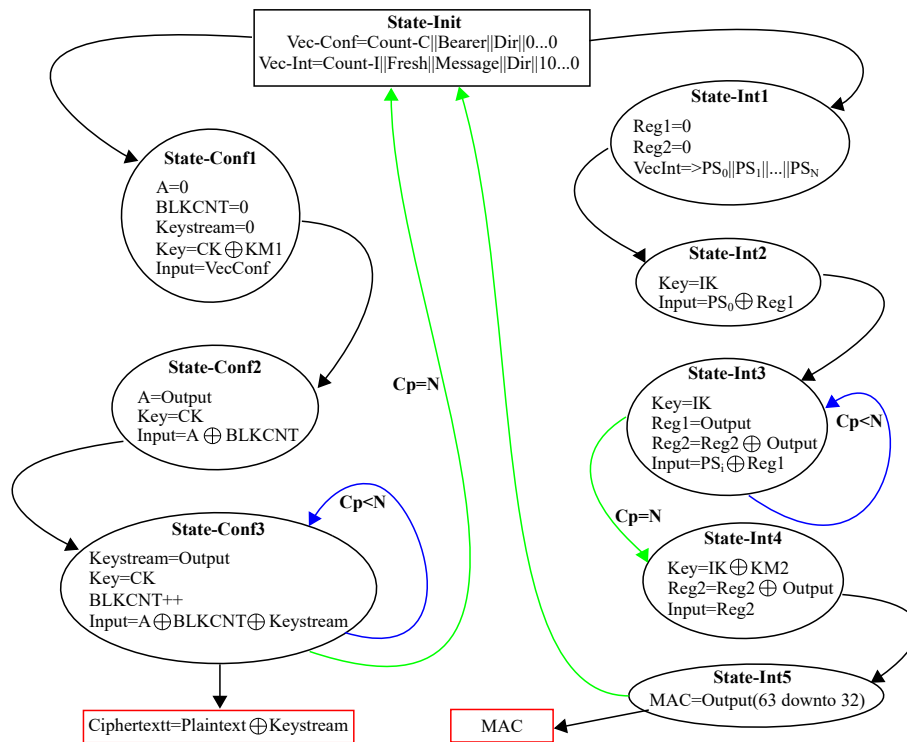 State-Init
Vec-Conf=Count-C||Bearer||Dir||0...0
Vec-Int=Count-I||Fresh||Message||Dir||10...0
State-Conf1
A=0
BLKCNT=0
Keystream=0
Key=CK⊕KM1
Input=VecConf
State-Conf2
A=Output
Key=CK
Input=A ⊕ BLKCNT
Cp<N
State-Conf3
Keystream=Output
Key=CK
BLKCNT++
Input=A⊕BLKCNT⊕Keystream
Ciphertextt=Plaintext⊕Keystream
Cp=N
State-Int1
Reg1=0
Reg2=0
VecInt=>PS0||PS1||...||PSN
State-Int2
Key=IK
Input=PS0⊕Reg1
State-Int3
Key=IK
Reg1=Output
Reg2=Reg2 ⊕ Output
Input=PSi⊕Reg1
Cp<N
Cp=N
State-Int4
Key=IK⊕KM2
Reg2=Reg2 ⊕ Output
Input=Reg2
State-Int5
MAC=Output(63 downto 32)
MAC